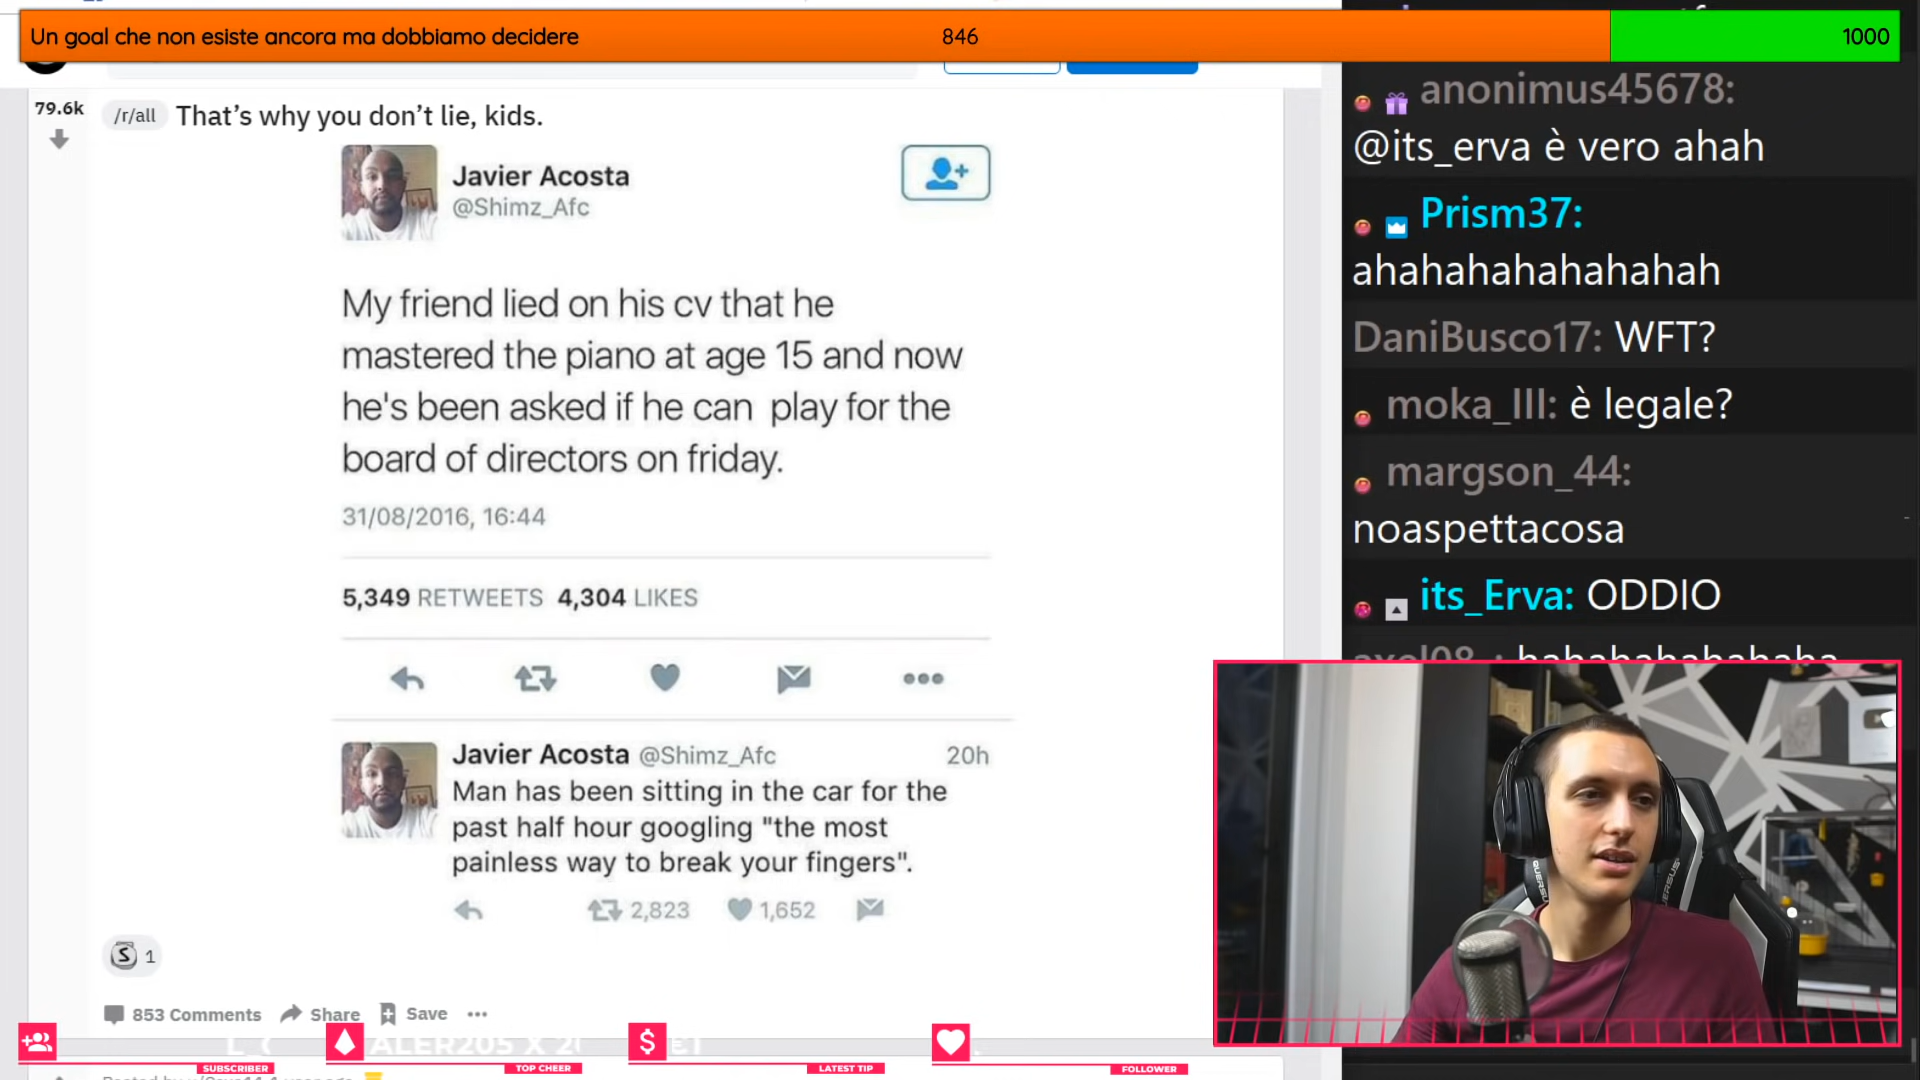 Un goal che non esiste ancora ma dobbiamo decidere
846
1000
79.6k
/r/all That's why you don't lie, kids.
Javier Acosta
@Shimz_Afc
My friend lied on his cv that he
mastered the piano at age 15 and now
he's been asked if he can play for the
board of directors on friday.
31/08/2016, 16:44
5,349 RETWEETS 4,304 LIKES
Javier Acosta @Shimz_Afc 20h
Man has been sitting in the car for the
past half hour googling "the most
painless way to break your fingers".
2,823 1,652
S 1
853 Comments Share Save
SUBSCRIBER
TOP CHEER
LATEST TIP
FOLLOWER
anonimus45678:
@its_erva è vero ahah
Prism37:
ahahahahahahahah
DaniBusco17: WFT?
moka_III: è legale?
margson_44:
noaspettacosa
its_Erva: ODDIO